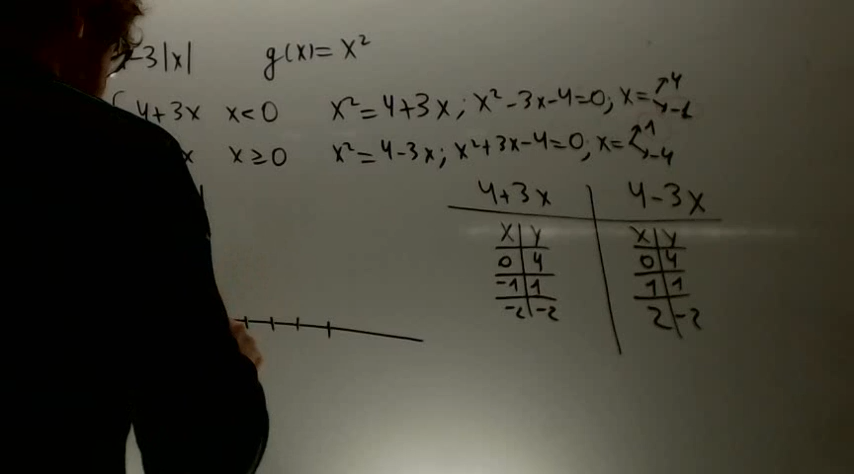 -3|x| g(x)= x²
4+3x x<0 x²=4+3x; x²-3x-4=0; x= 4 -1
x x≥0 x²=4-3x; x²+3x-4=0; x= 1 -4
4+3x 4-3x
x y x y
0 4 0 4
-1 1 1 1
-2 -2 2 -2